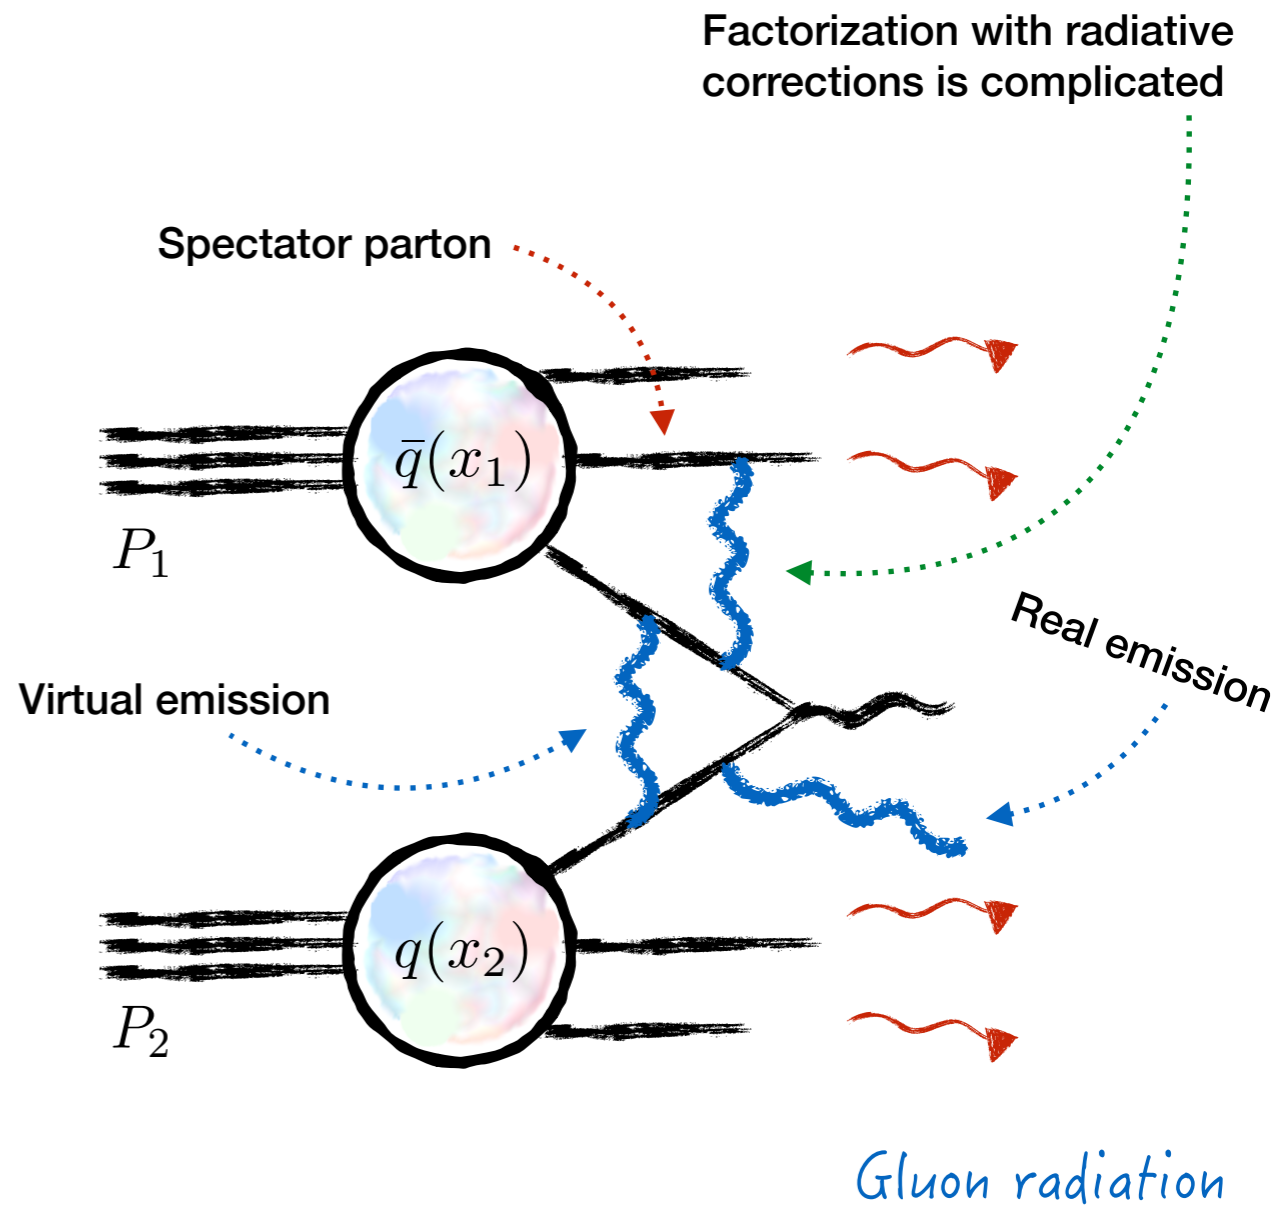 Factorization with radiative
corrections is complicated
Spectator parton
q̄(x₁)
P₁
Real emission
Virtual emission
q(x₂)
P₂
Gluon radiation